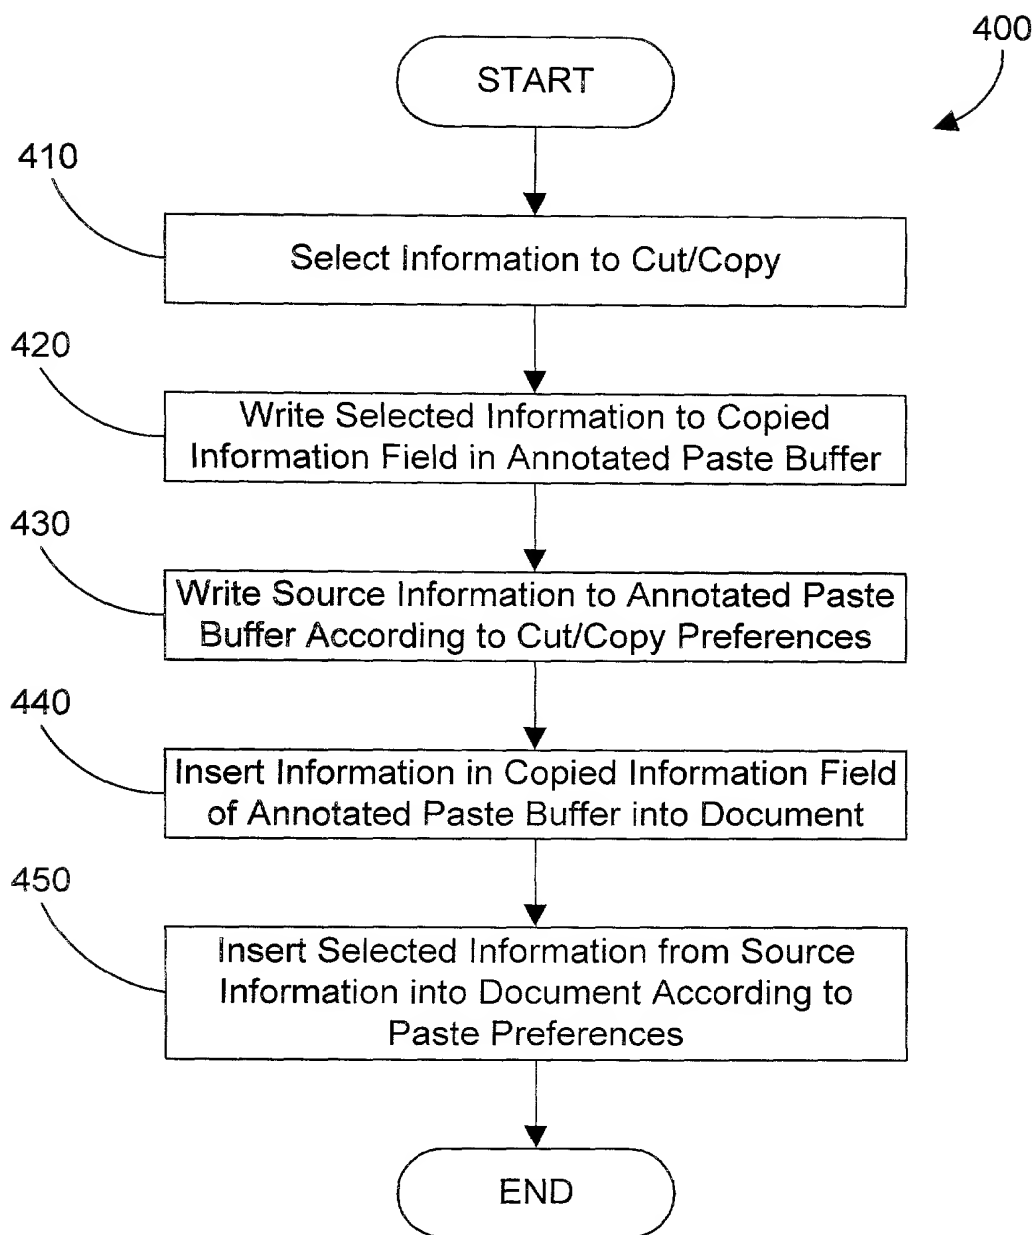 400
START
410
Select Information to Cut/Copy
420
Write Selected Information to Copied
Information Field in Annotated Paste Buffer
430
Write Source Information to Annotated Paste
Buffer According to Cut/Copy Preferences
440
Insert Information in Copied Information Field
of Annotated Paste Buffer into Document
450
Insert Selected Information from Source
Information into Document According to
Paste Preferences
END